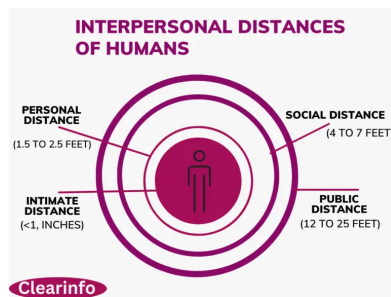 INTERPERSONAL DISTANCES
OF HUMANS
PERSONAL
DISTANCE
(1.5 TO 2.5 FEET)
SOCIAL DISTANCE
(4 TO 7 FEET
INTIMATE
DISTANCE
(<1, INCHES)
PUBLIC
DISTANCE
(12 TO 25 FEET)
Clearinfo